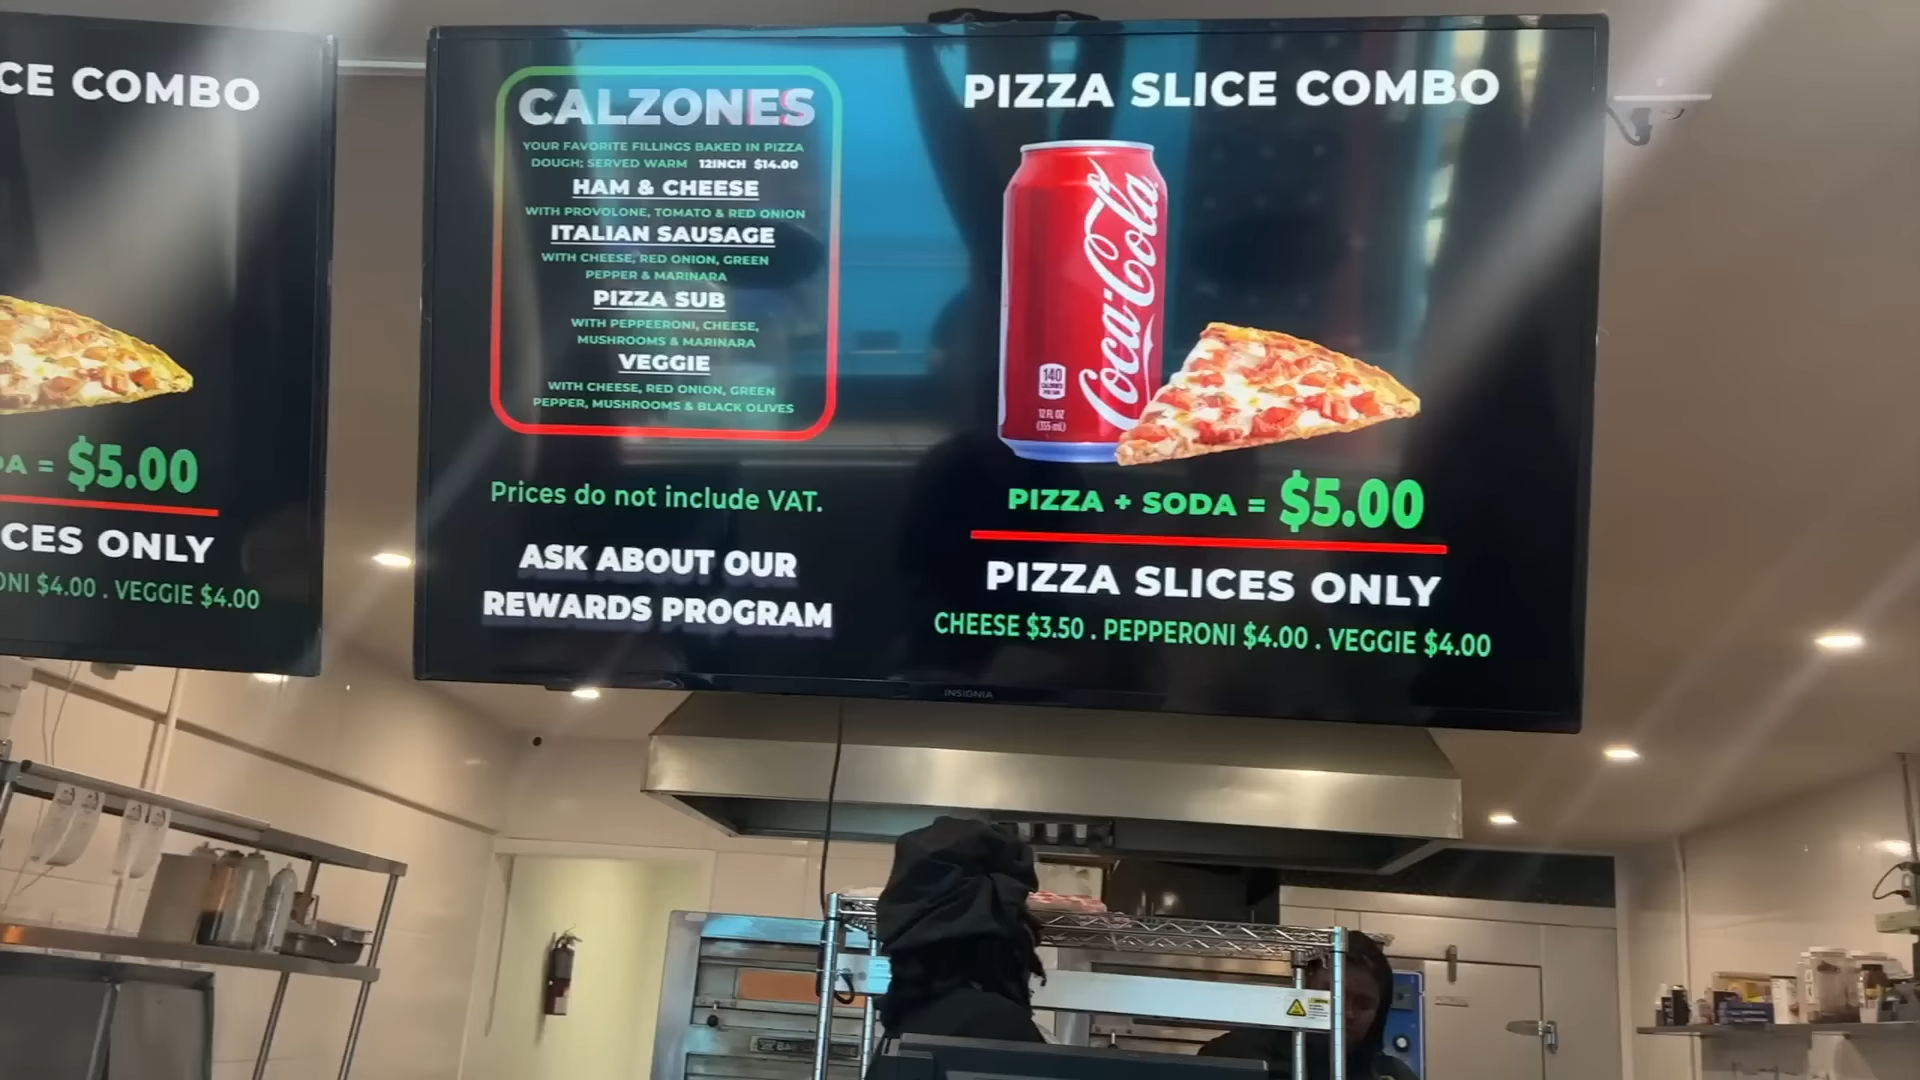 CE COMBO
DA = $5.00
CES ONLY
ONI $4.00 . VEGGIE $4.00
CALZONES
YOUR FAVORITE FILLINGS BAKED IN PIZZA
DOUGH; SERVED WARM 12INCH $14.00
HAM & CHEESE
WITH PROVOLONE, TOMATO & RED ONION
ITALIAN SAUSAGE
WITH CHEESE, RED ONION, GREEN
PEPPER & MARINARA
PIZZA SUB
WITH PEPPEERONI, CHEESE,
MUSHROOMS & MARINARA
VEGGIE
WITH CHEESE, RED ONION, GREEN
PEPPER, MUSHROOMS & BLACK OLIVES
Prices do not include VAT.
ASK ABOUT OUR
REWARDS PROGRAM
PIZZA SLICE COMBO
Coca-Cola
140
CALORIES
PER CAN
12 FL OZ
(355 mL)
PIZZA + SODA = $5.00
PIZZA SLICES ONLY
CHEESE $3.50 . PEPPERONI $4.00 . VEGGIE $4.00
INSIGNIA